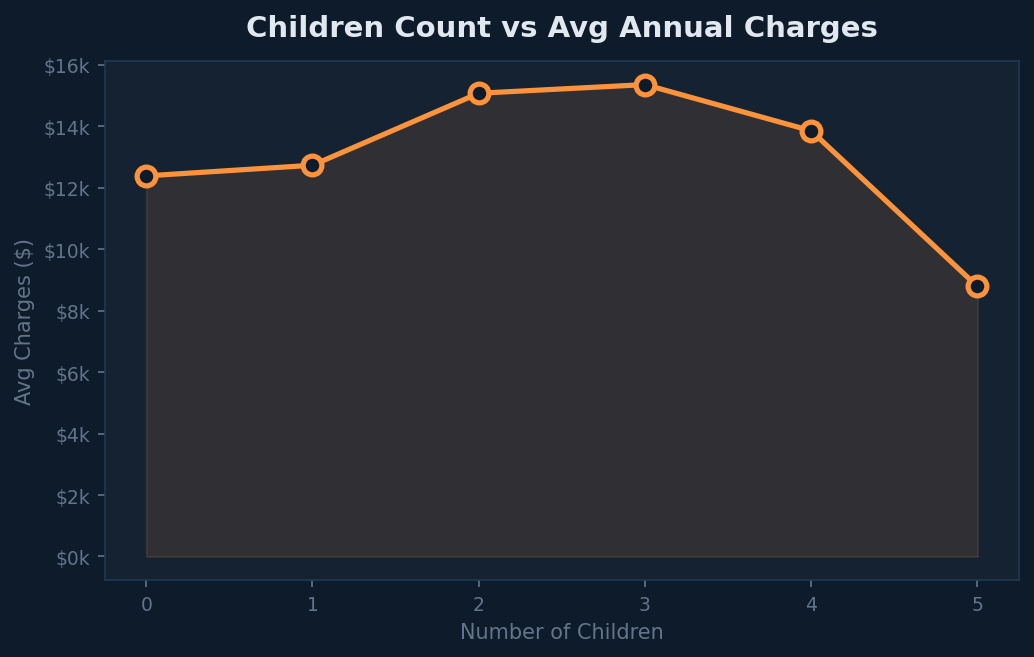 Children Count vs Avg Annual Charges
Avg Charges ($)
$16k
$14k
$12k
$10k
$8k
$6k
$4k
$2k
$0k
0 1 2 3 4 5
Number of Children